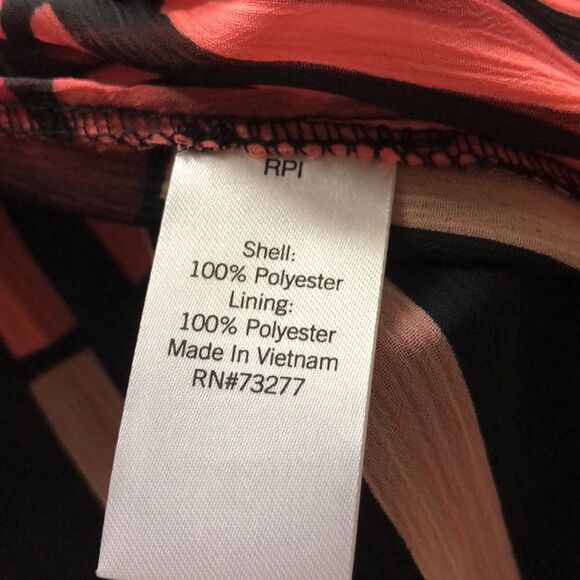 RPI
Shell:
100% Polyester
Lining:
100% Polyester
Made In Vietnam
RN#73277